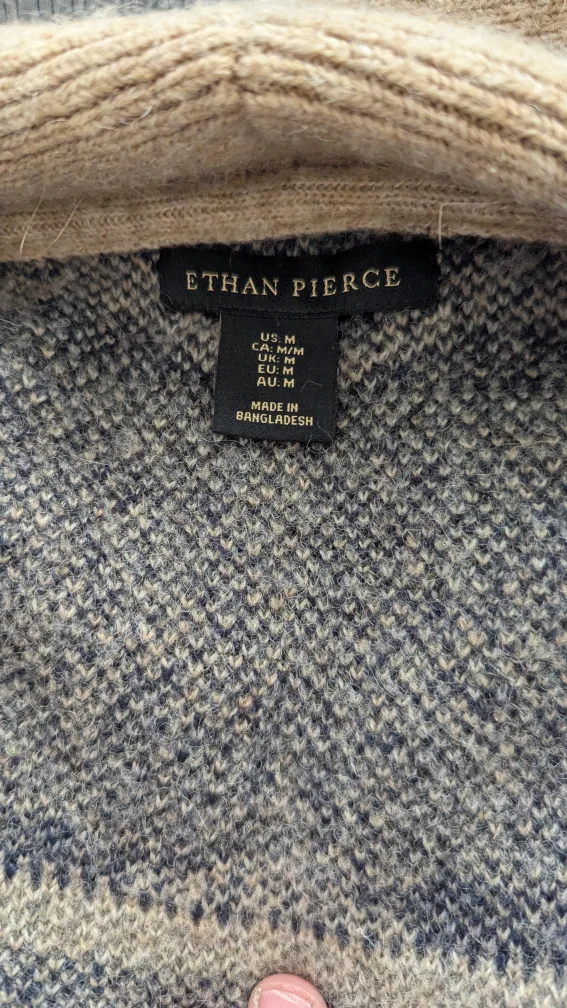 ETHAN PIERCE
US: M
CA: M/M
UK: M
EU: M
AU: M
MADE IN
BANGLADESH